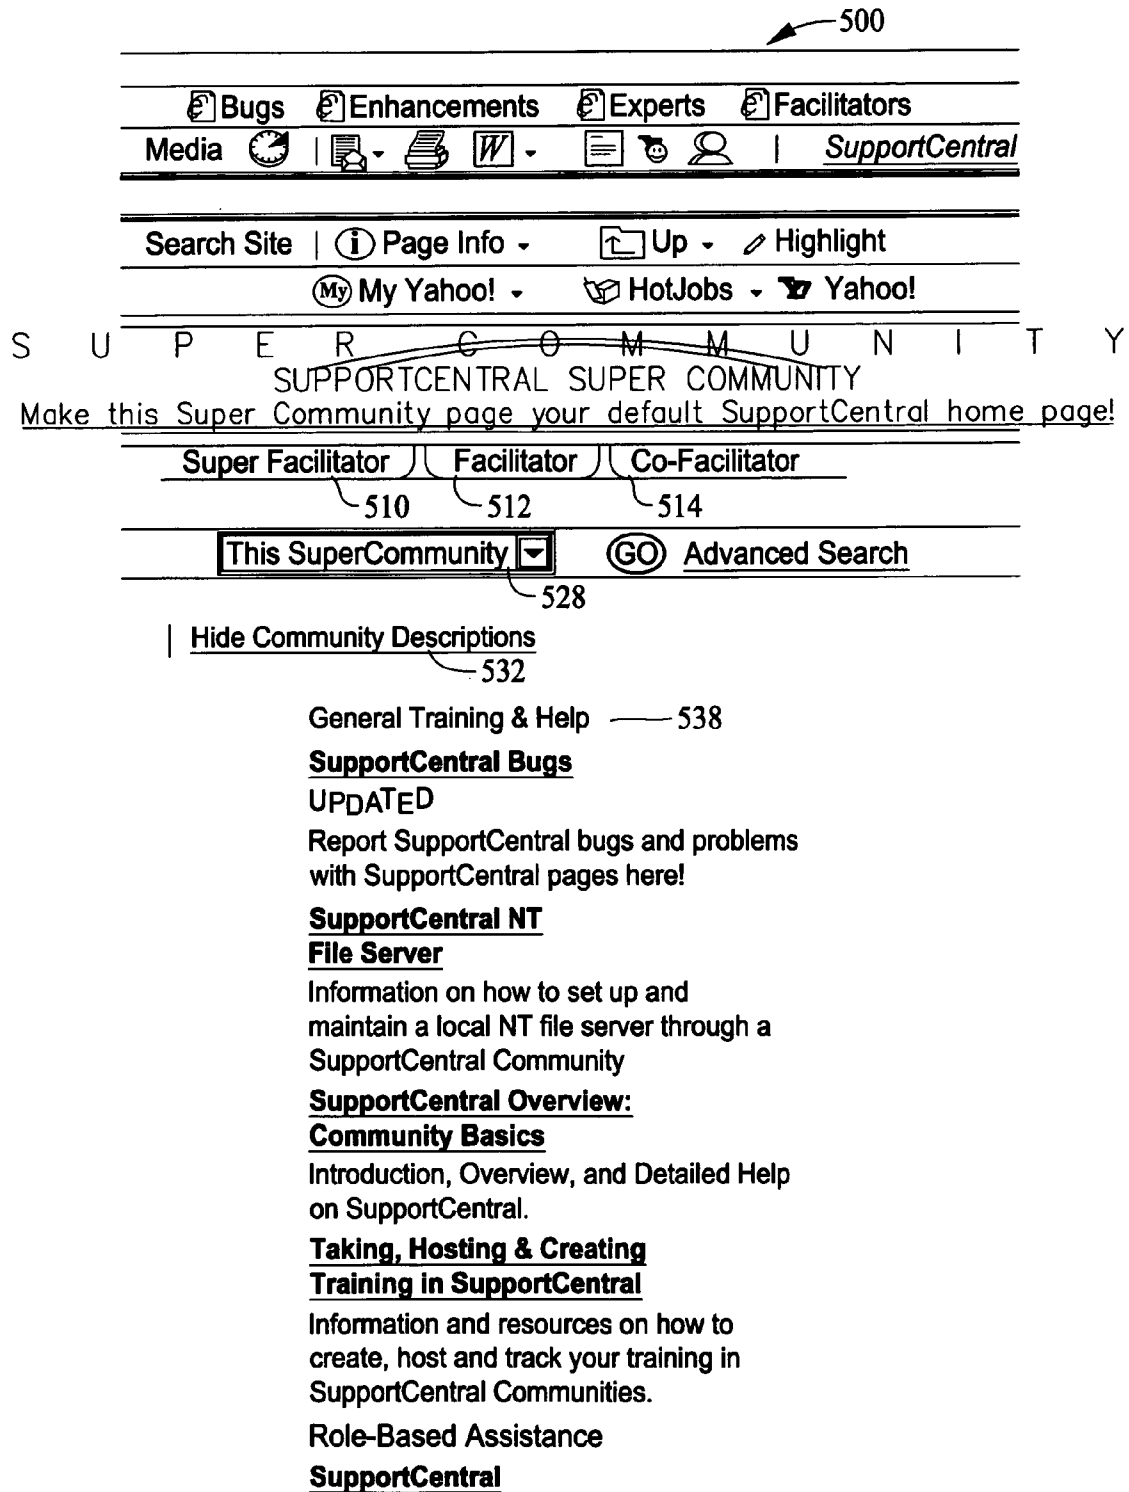 500
Bugs Enhancements Experts Facilitators
Media | W | SupportCentral
Search Site | i Page Info Up Highlight
My My Yahoo! HotJobs Y! Yahoo!
SUPER COMMUNITY
SUPPORTCENTRAL SUPER COMMUNITY
Make this Super Community page your default SupportCentral home page!
Super Facilitator Facilitator Co-Facilitator
510 512 514
This SuperCommunity GO Advanced Search
528
| Hide Community Descriptions
532
General Training & Help 538
SupportCentral Bugs
UPDATED
Report SupportCentral bugs and problems
with SupportCentral pages here!
SupportCentral NT
File Server
Information on how to set up and
maintain a local NT file server through a
SupportCentral Community
SupportCentral Overview:
Community Basics
Introduction, Overview, and Detailed Help
on SupportCentral.
Taking, Hosting & Creating
Training in SupportCentral
Information and resources on how to
create, host and track your training in
SupportCentral Communities.
Role-Based Assistance
SupportCentral